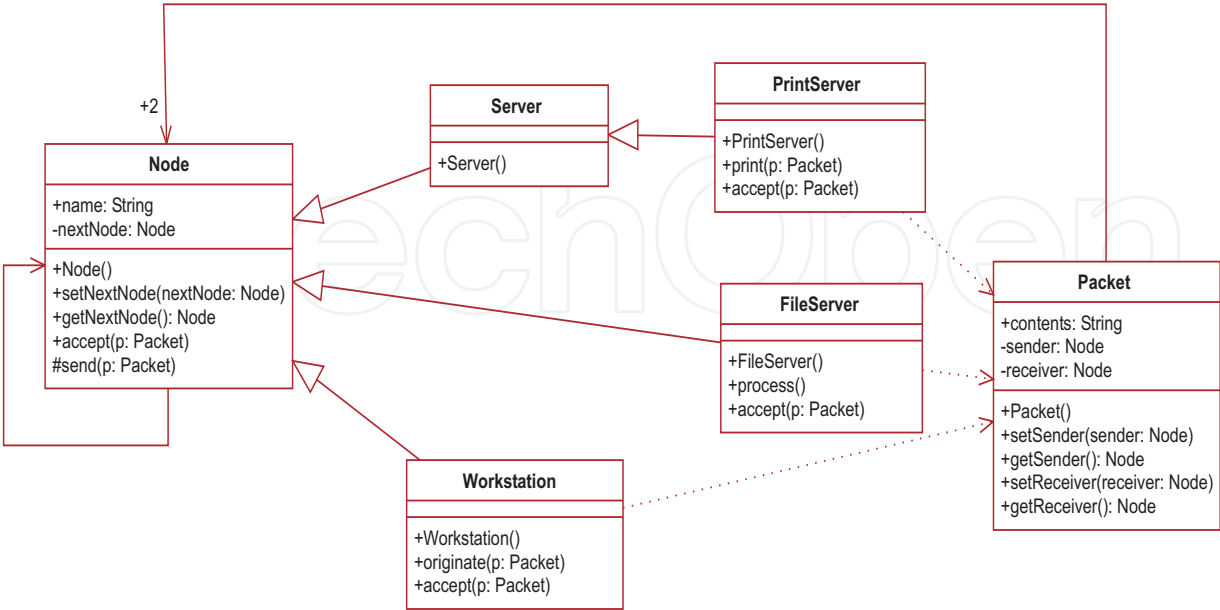 +2
Node
+name: String
-nextNode: Node
+Node()
+setNextNode(nextNode: Node)
+getNextNode(): Node
+accept(p: Packet)
#send(p: Packet)
Server
+Server()
PrintServer
+PrintServer()
+print(p: Packet)
+accept(p: Packet)
FileServer
+FileServer()
+process()
+accept(p: Packet)
Workstation
+Workstation()
+originate(p: Packet)
+accept(p: Packet)
Packet
+contents: String
-sender: Node
-receiver: Node
+Packet()
+setSender(sender: Node)
+getSender(): Node
+setReceiver(receiver: Node)
+getReceiver(): Node
echOpen